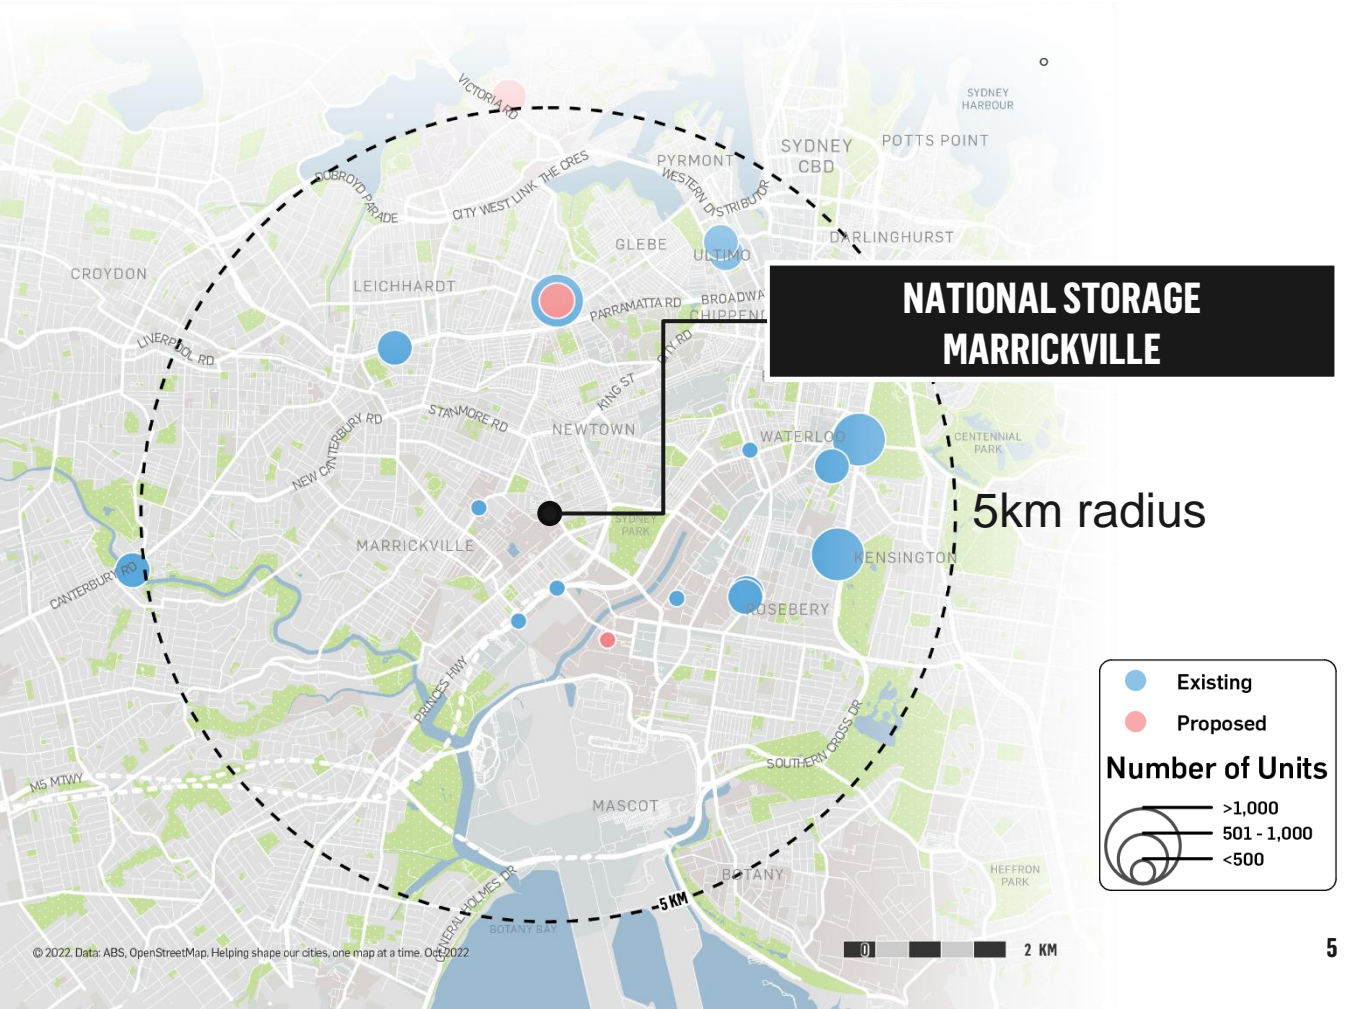 VICTORIA RD
SYDNEY
HARBOUR
POTTS POINT
SYDNEY
CBD
PYRMONT
WESTERN DISTRIBUTOR
DOBROYD PARADE
CITY WEST LINK THE CRES
DARLINGHURST
GLEBE
ULTIMO
CROYDON
LEICHHARDT
PARRAMATTA RD
BROADWA
CHIPPEN
NATIONAL STORAGE
MARRICKVILLE
LIVERPOOL RD
CITY RD
KING ST
STANMORE RD
NEW CANTERBURY RD
NEWTOWN
WATERLOO
CENTENNIAL
PARK
5km radius
SYDNEY
PARK
MARRICKVILLE
KENSINGTON
CANTERBURY RD
ROSEBERY
PRINCES HWY
Existing
Proposed
Number of Units
>1,000
501 - 1,000
<500
SOUTHERN CROSS DR
M5 MTWY
MASCOT
BOTANY
HEFFRON
PARK
GENERAL HOLMES DR
5 KM
BOTANY BAY
© 2022. Data: ABS, OpenStreetMap, Helping shape our cities, one map at a time. Oct 2022
0
2 KM
5